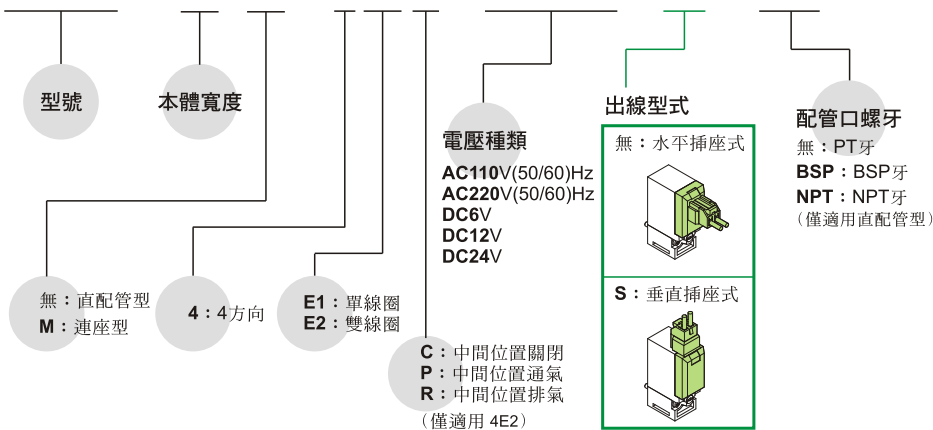 型號
本體寬度
電壓種類
AC110V(50/60)Hz
AC220V(50/60)Hz
DC6V
DC12V
DC24V
出線型式
無：水平插座式
S：垂直插座式
配管口螺牙
無：PT牙
BSP：BSP牙
NPT：NPT牙
(僅適用直配管型)
無：直配管型
M：連座型
4：4方向
E1：單線圈
E2：雙線圈
C：中間位置關閉
P：中間位置通氣
R：中間位置排氣
(僅適用 4E2)